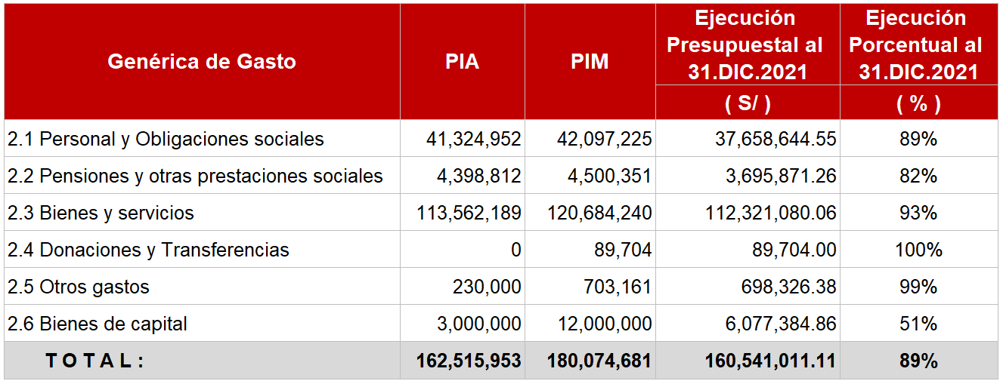 Genérica de Gasto PIA PIM Ejecución Presupuestal al 31.DIC.2021 Ejecución Porcentual al 31.DIC.2021
( S/ ) ( % )
2.1 Personal y Obligaciones sociales 41,324,952 42,097,225 37,658,644.55 89%
2.2 Pensiones y otras prestaciones sociales 4,398,812 4,500,351 3,695,871.26 82%
2.3 Bienes y servicios 113,562,189 120,684,240 112,321,080.06 93%
2.4 Donaciones y Transferencias 0 89,704 89,704.00 100%
2.5 Otros gastos 230,000 703,161 698,326.38 99%
2.6 Bienes de capital 3,000,000 12,000,000 6,077,384.86 51%
T O T A L : 162,515,953 180,074,681 160,541,011.11 89%